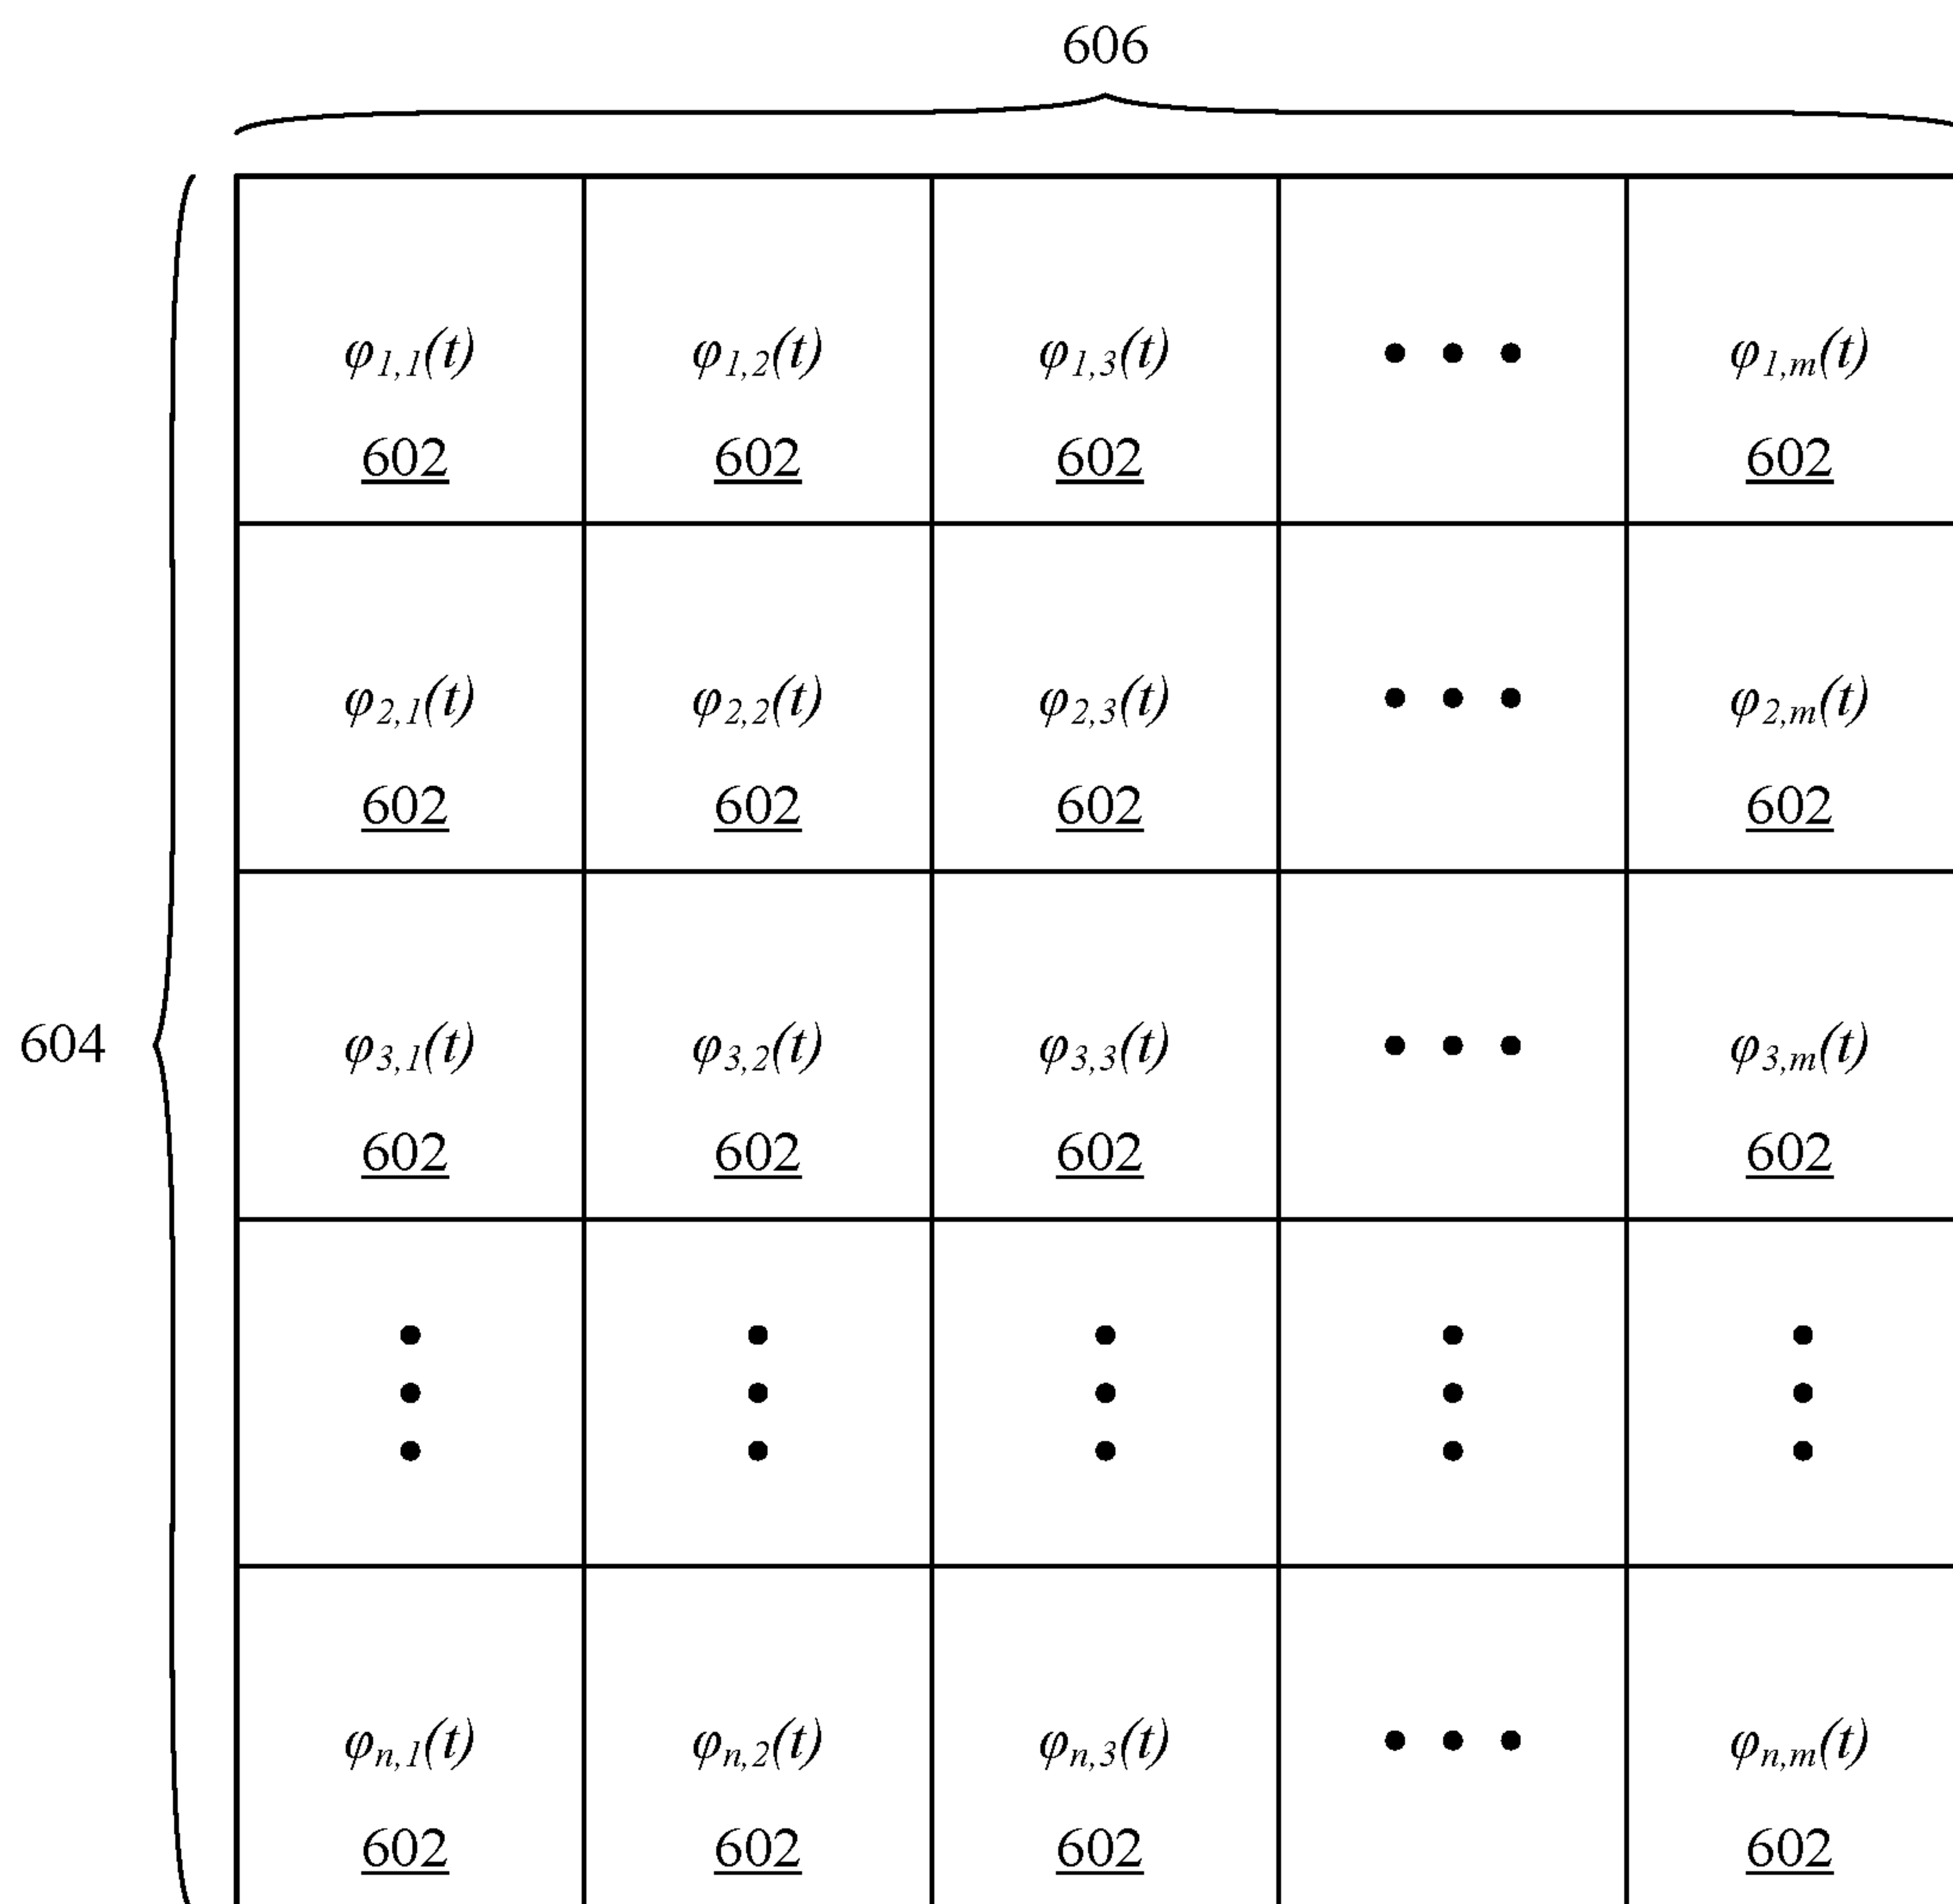 606
φ1,1(t) φ1,2(t) φ1,3(t) • • • φ1,m(t)
602 602 602 602
φ2,1(t) φ2,2(t) φ2,3(t) • • • φ2,m(t)
602 602 602 602
604
φ3,1(t) φ3,2(t) φ3,3(t) • • • φ3,m(t)
602 602 602 602
φn,1(t) φn,2(t) φn,3(t) • • • φn,m(t)
602 602 602 602